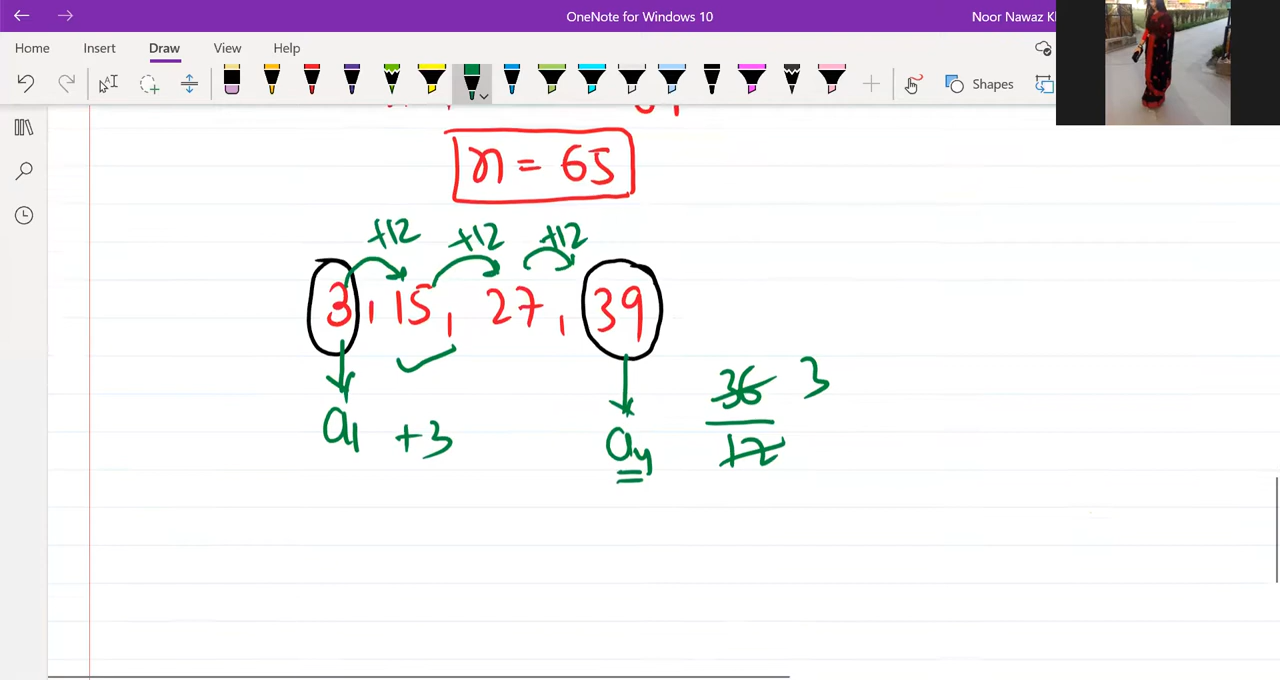 OneNote for Windows 10
Noor Nawaz Kh
Home Insert Draw View Help
Shapes
n = 65
+12 +12 +12
3, 15, 27, 39
36 3
12
a1 +3 a4